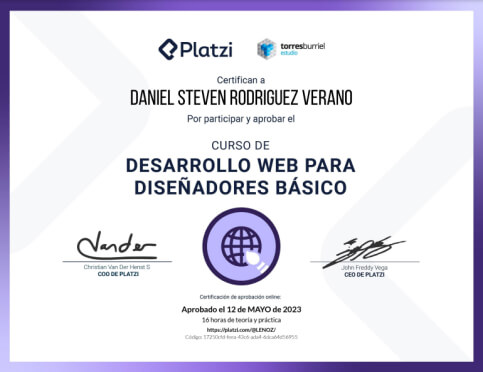 Platzi
torresburriel
estudio
Certifican a
DANIEL STEVEN RODRIGUEZ VERANO
Por participar y aprobar el
CURSO DE
DESARROLLO WEB PARA
DISEÑADORES BÁSICO
Christian Van Der Henst S
COO DE PLATZI
John Freddy Vega
CEO DE PLATZI
Certificación de aprobación online:
Aprobado el 12 de MAYO de 2023
16 horas de teoría y práctica
https://platzi.com/@LENOZ/
Código: